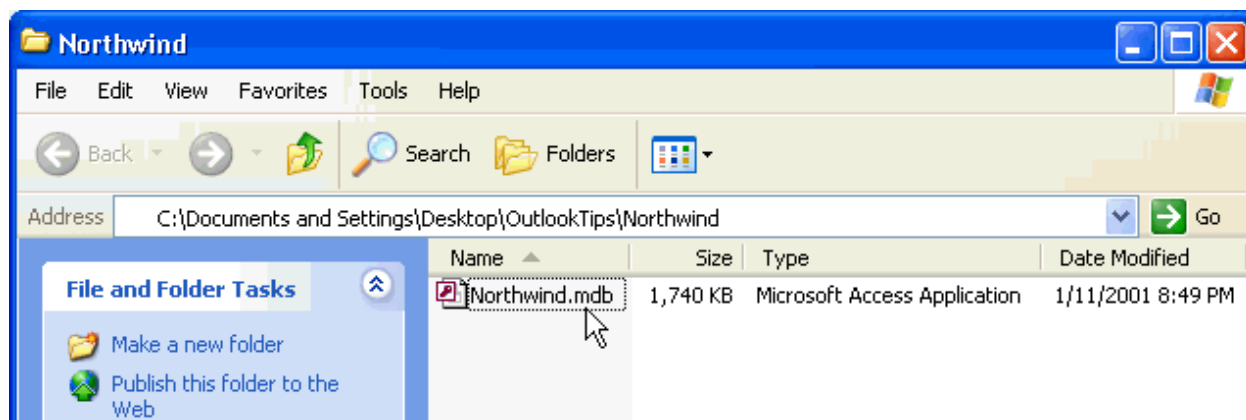 Northwind
File Edit View Favorites Tools Help
Back Search Folders
Address C:\Documents and Settings\Desktop\OutlookTips\Northwind Go
Name Size Type Date Modified
File and Folder Tasks
Northwind.mdb 1,740 KB Microsoft Access Application 1/11/2001 8:49 PM
Make a new folder
Publish this folder to the
Web